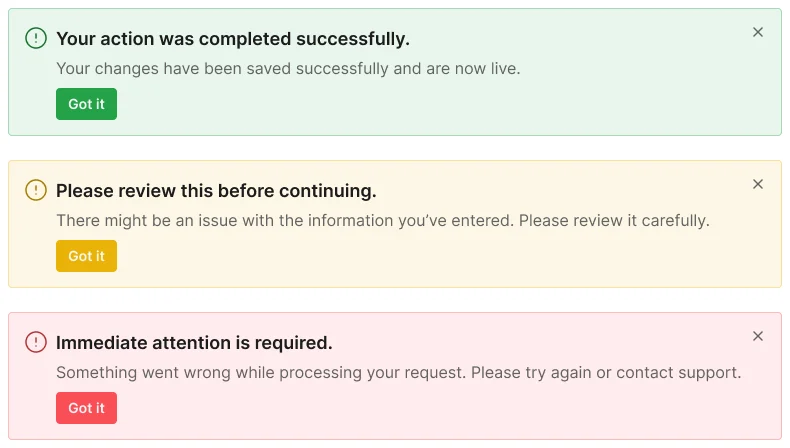 Your action was completed successfully.
Your changes have been saved successfully and are now live.
Got it
Please review this before continuing.
There might be an issue with the information you’ve entered. Please review it carefully.
Got it
Immediate attention is required.
Something went wrong while processing your request. Please try again or contact support.
Got it